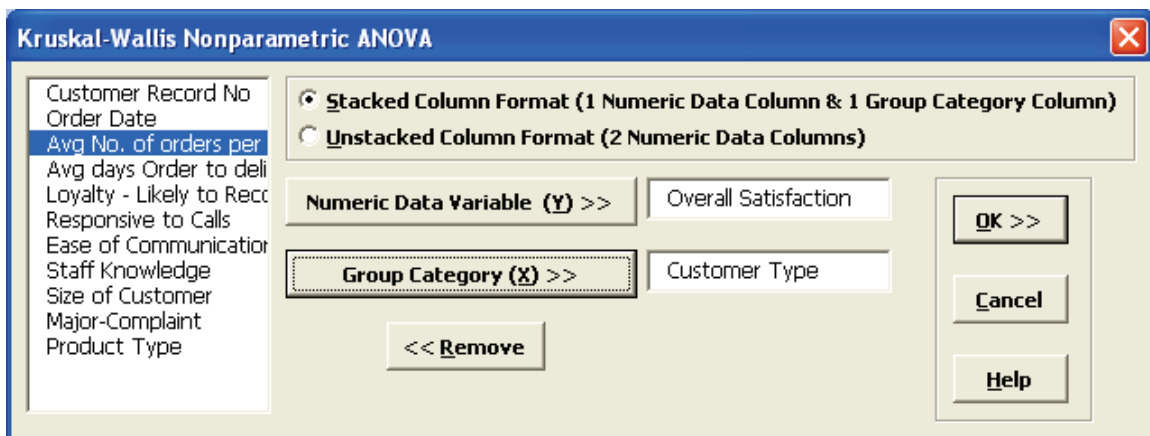 Kruskal-Wallis Nonparametric ANOVA
Customer Record No
Order Date
Avg No. of orders per
Avg days Order to deli
Loyalty - Likely to Recc
Responsive to Calls
Ease of Communication
Staff Knowledge
Size of Customer
Major-Complaint
Product Type
Stacked Column Format (1 Numeric Data Column & 1 Group Category Column)
Unstacked Column Format (2 Numeric Data Columns)
Numeric Data Variable (Y) >>
Overall Satisfaction
Group Category (X) >>
Customer Type
<< Remove
OK >>
Cancel
Help